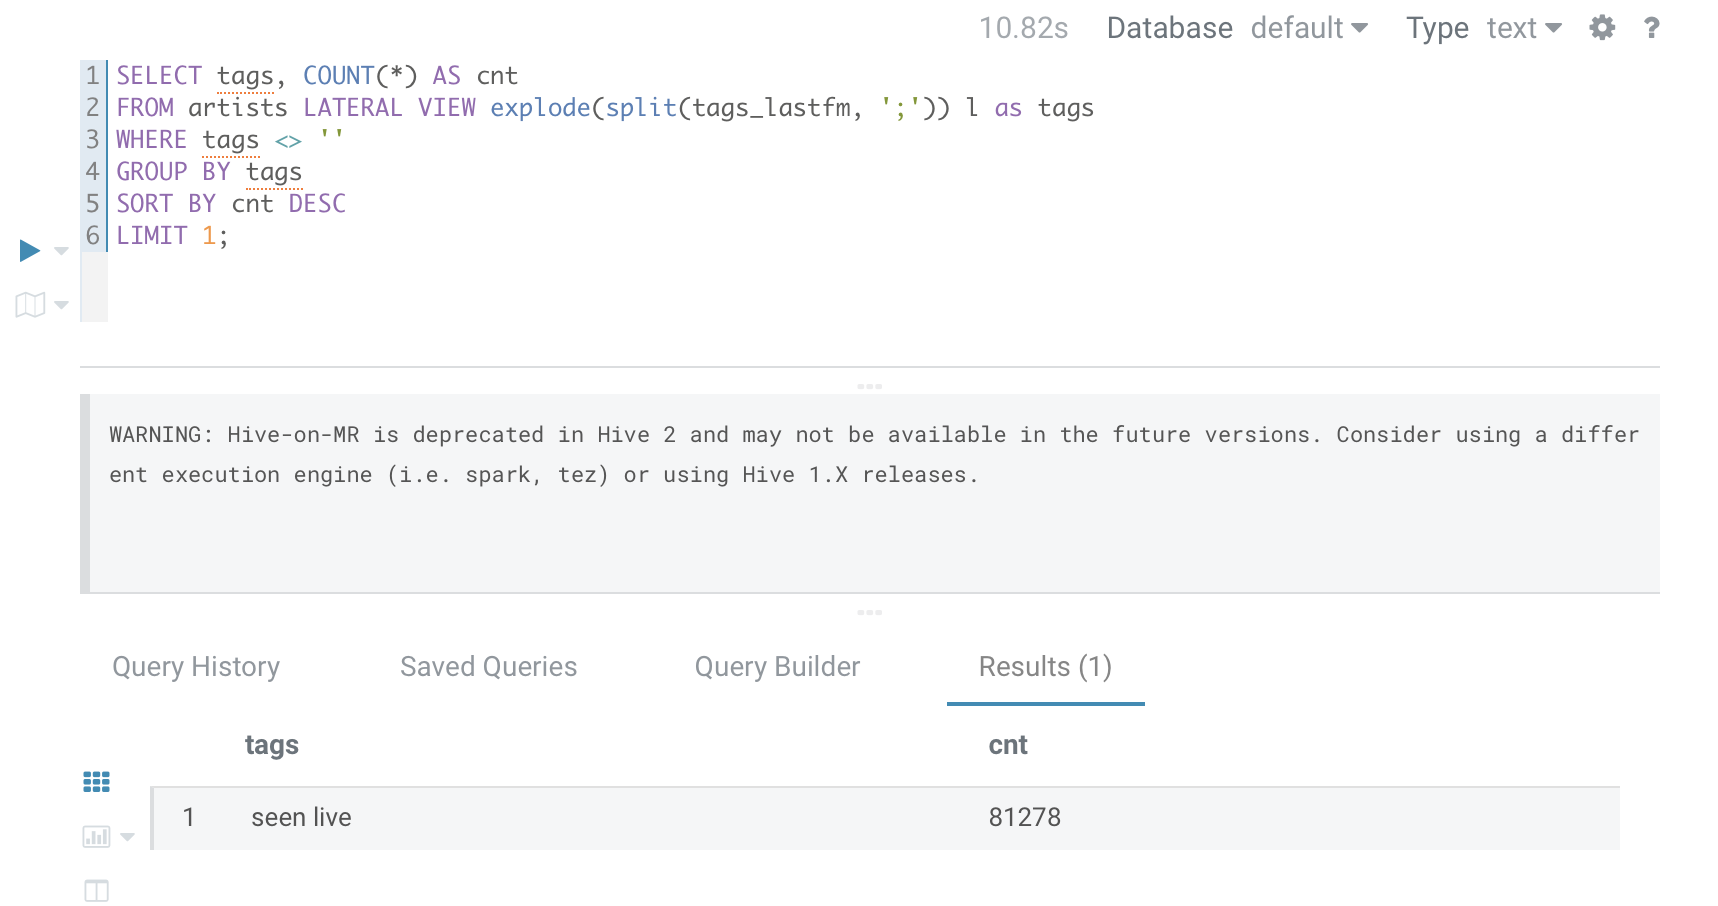 10.82s Database default Type text ?
1 SELECT tags, COUNT(*) AS cnt
2 FROM artists LATERAL VIEW explode(split(tags_lastfm, ';')) l as tags
3 WHERE tags <> ''
4 GROUP BY tags
5 SORT BY cnt DESC
6 LIMIT 1;
WARNING: Hive-on-MR is deprecated in Hive 2 and may not be available in the future versions. Consider using a differ
ent execution engine (i.e. spark, tez) or using Hive 1.X releases.
Query History Saved Queries Query Builder Results (1)
tags cnt
1 seen live 81278